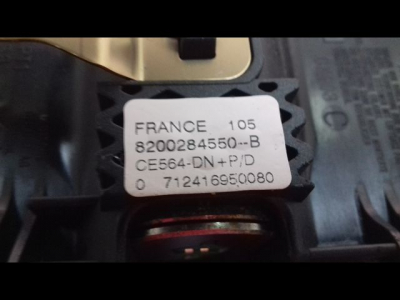 FRANCE 105
8200284550--B
CE564-DN+P/D
0 712416950080